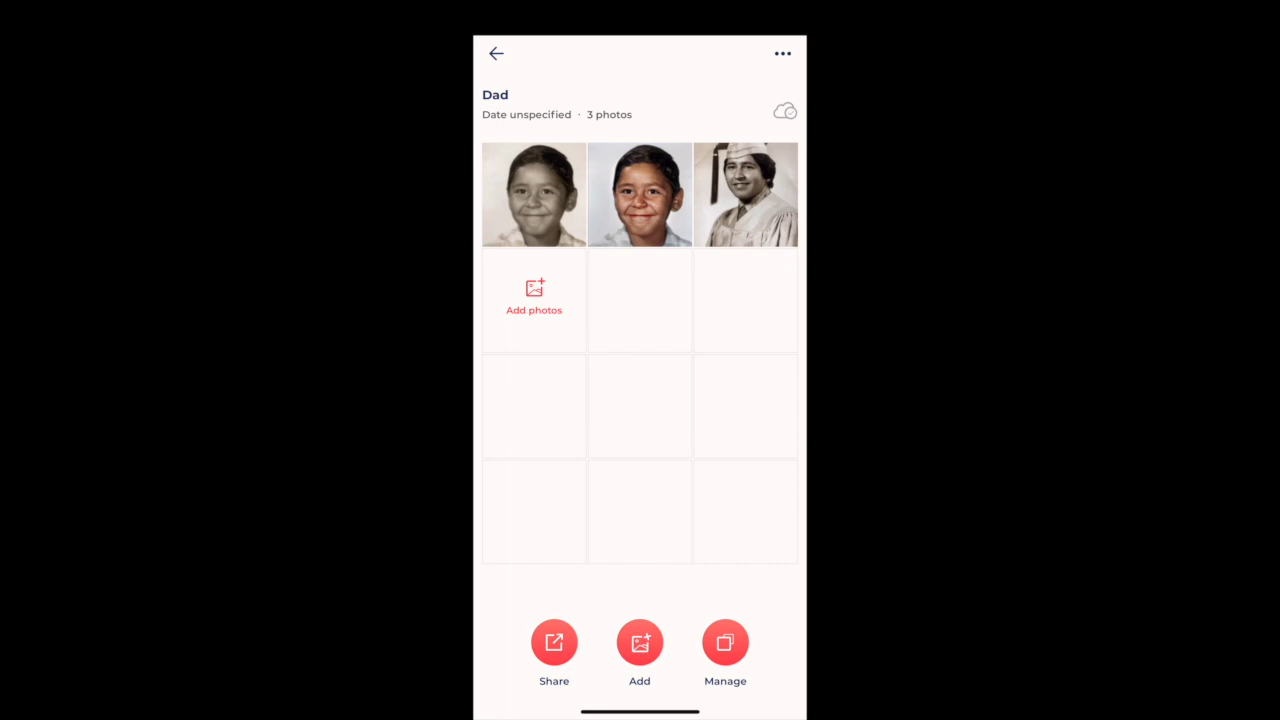 Dad
Date unspecified · 3 photos
Add photos
Share
Add
Manage